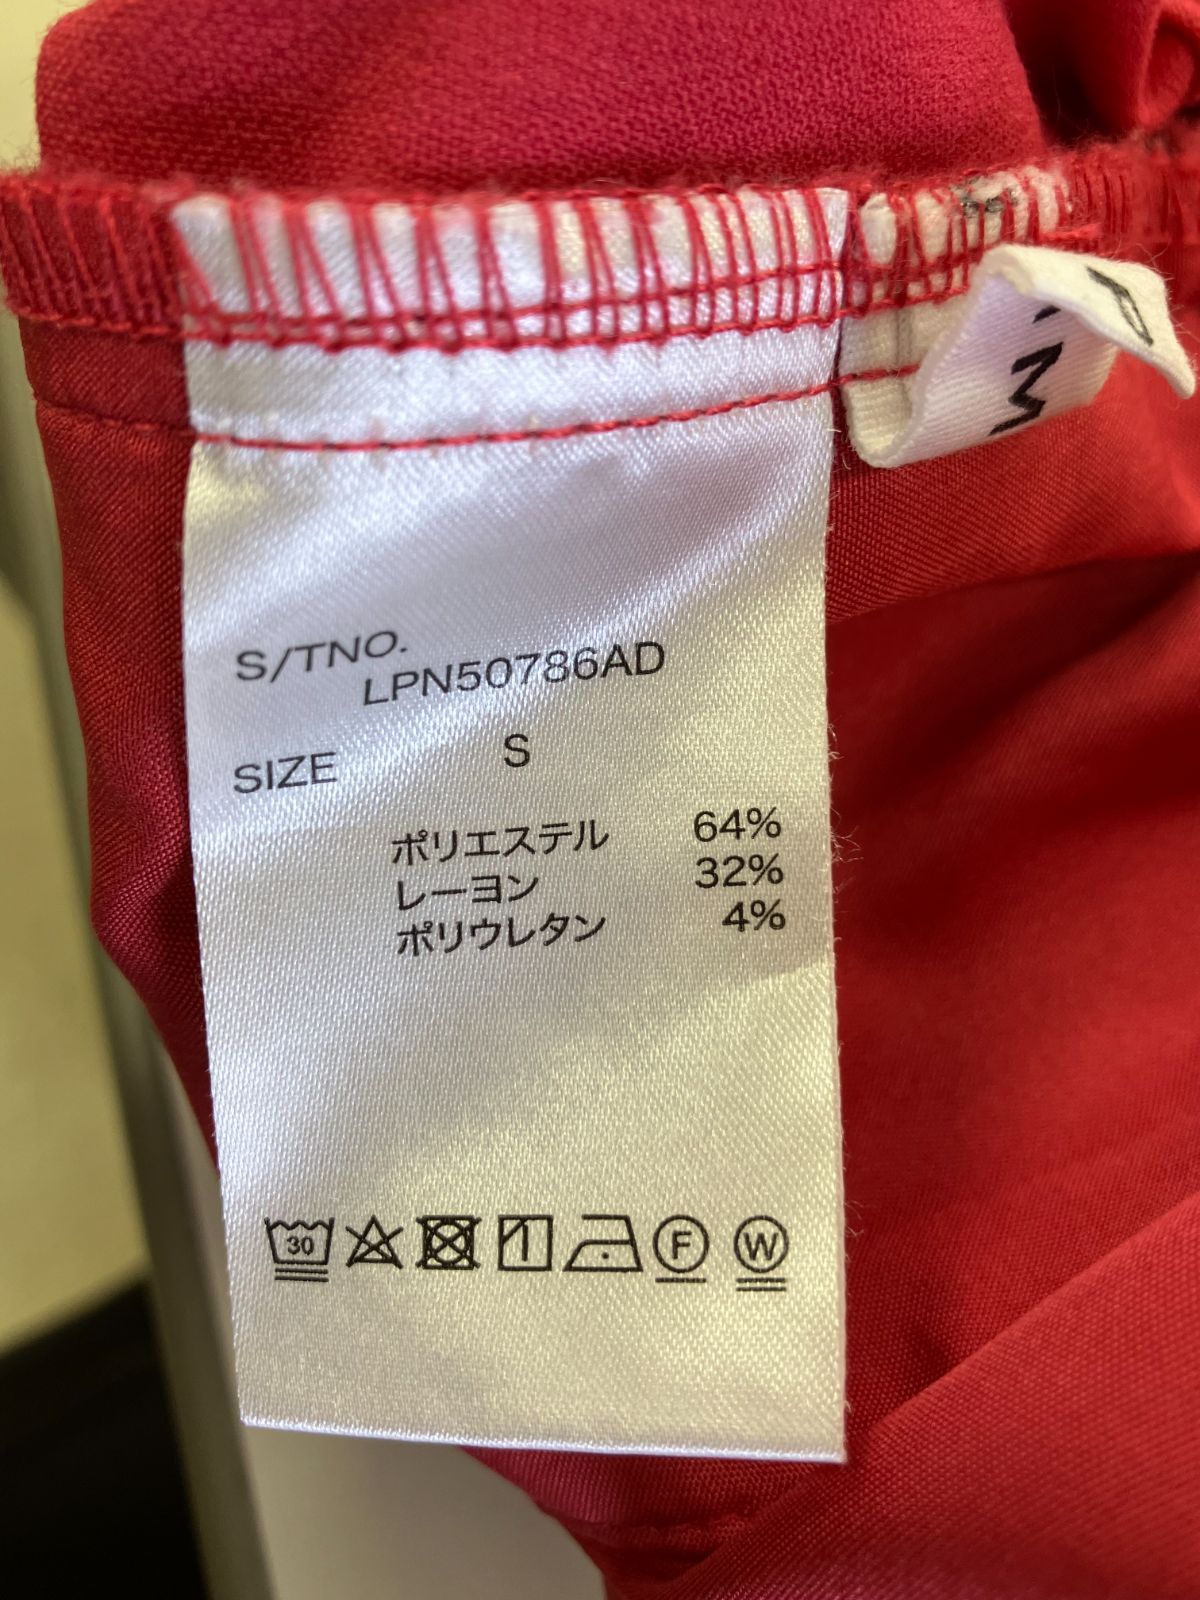 S/TNO.
LPN50786AD
SIZE S
ポリエステル 64%
レーヨン 32%
ポリウレタン 4%
30
F
W
M